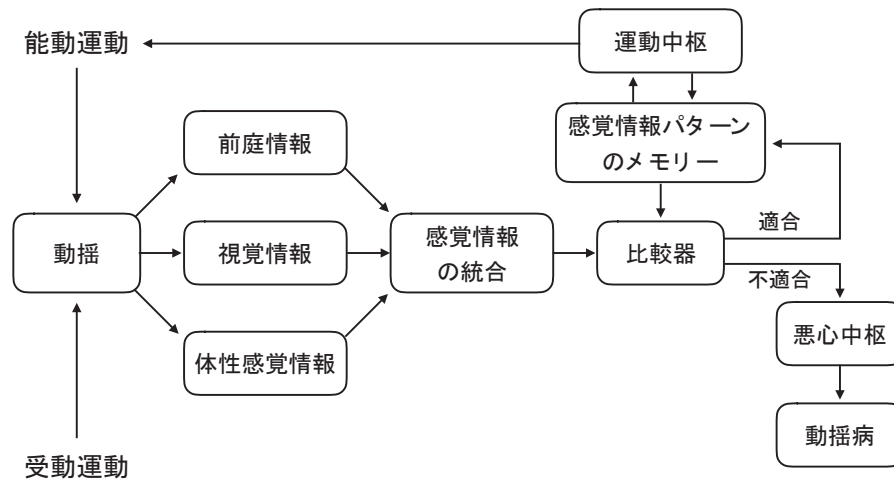 能動運動
運動中枢
前庭情報
感覚情報パターン
のメモリー
動揺
視覚情報
感覚情報
の統合
比較器
適合
不適合
体性感覚情報
悪心中枢
動揺病
受動運動